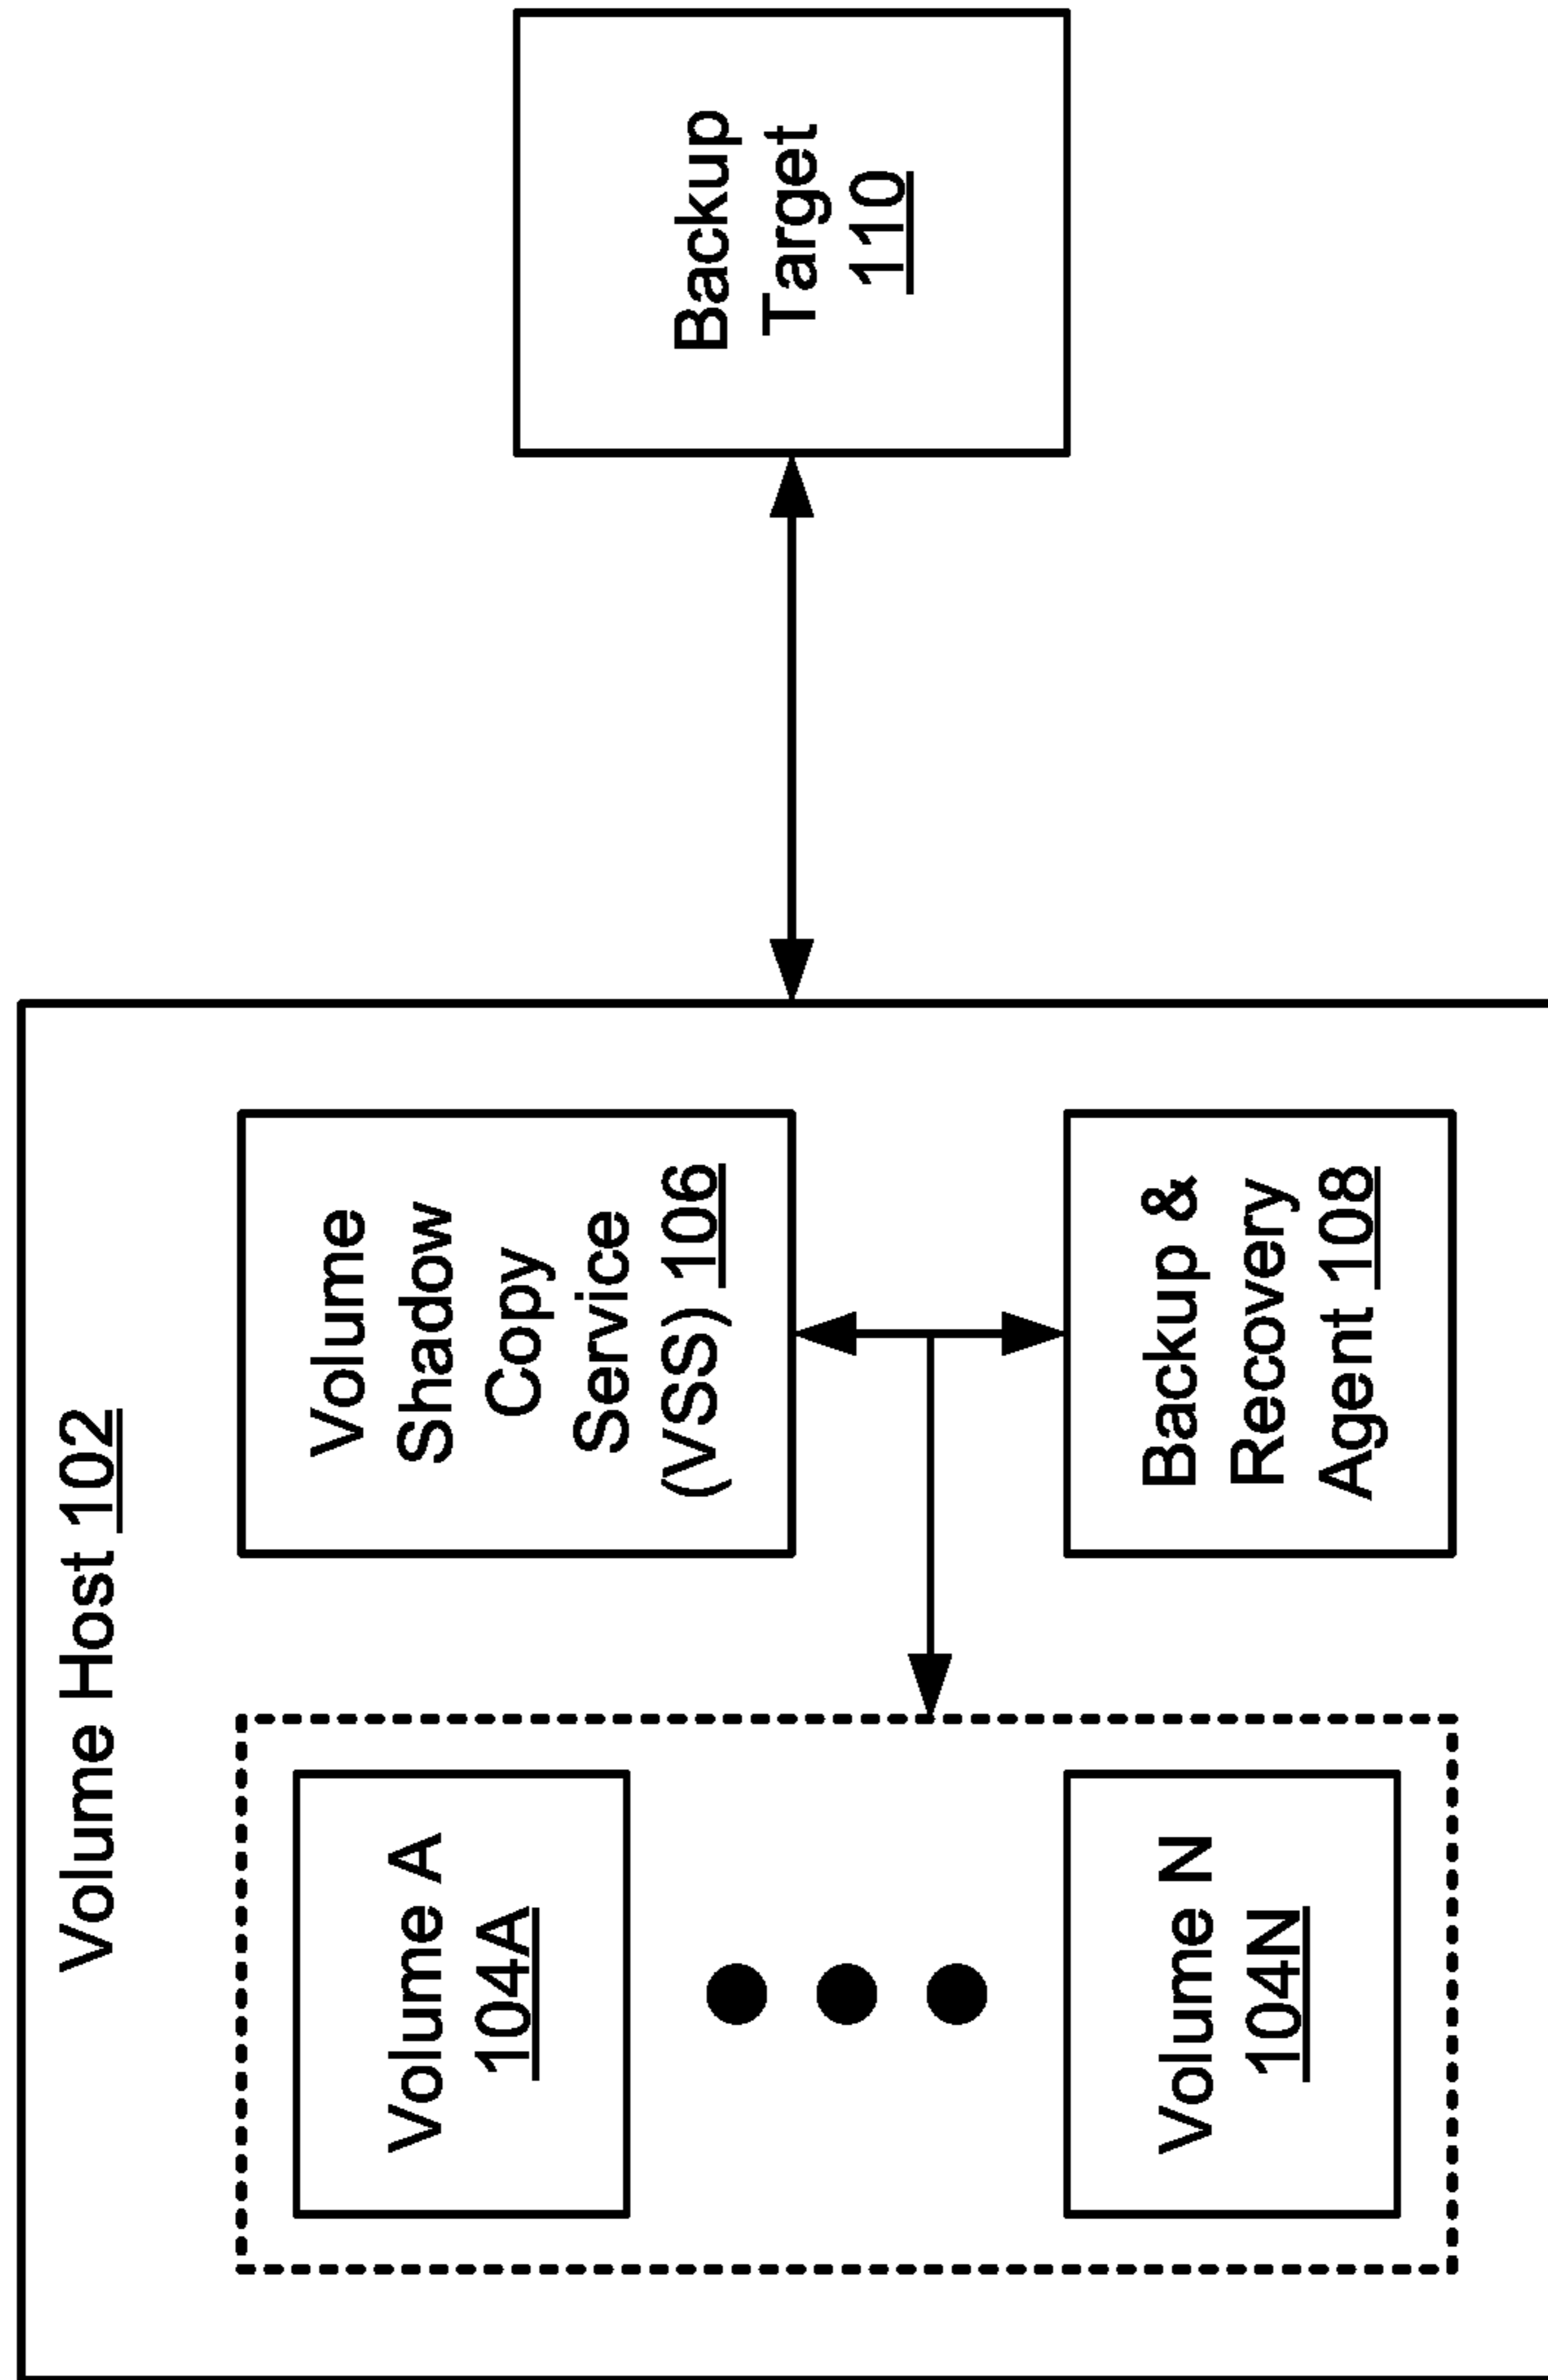 Volume Host 102
Volume A
104A
Volume N
104N
Volume
Shadow
Copy
Service
(VSS) 106
Backup &
Recovery
Agent 108
Backup
Target
110